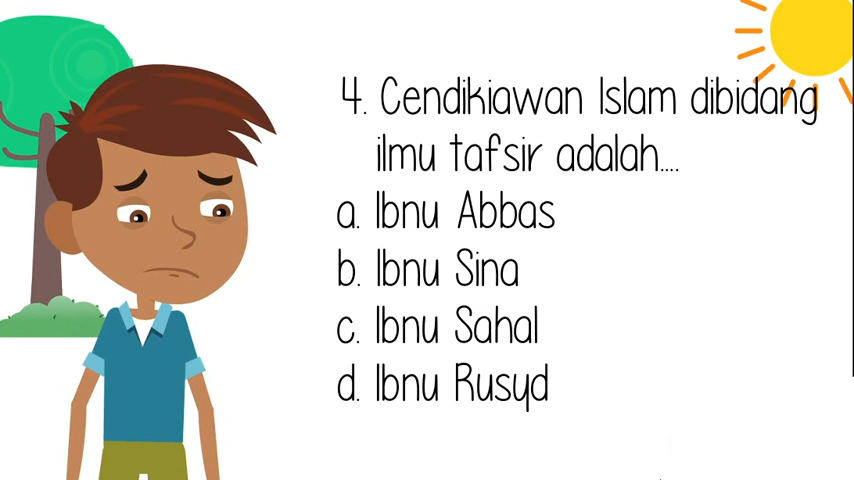 4. Cendikiawan Islam dibidang
ilmu tafsir adalah....
a. Ibnu Abbas
b. Ibnu Sina
c. Ibnu Sahal
d. Ibnu Rusyd